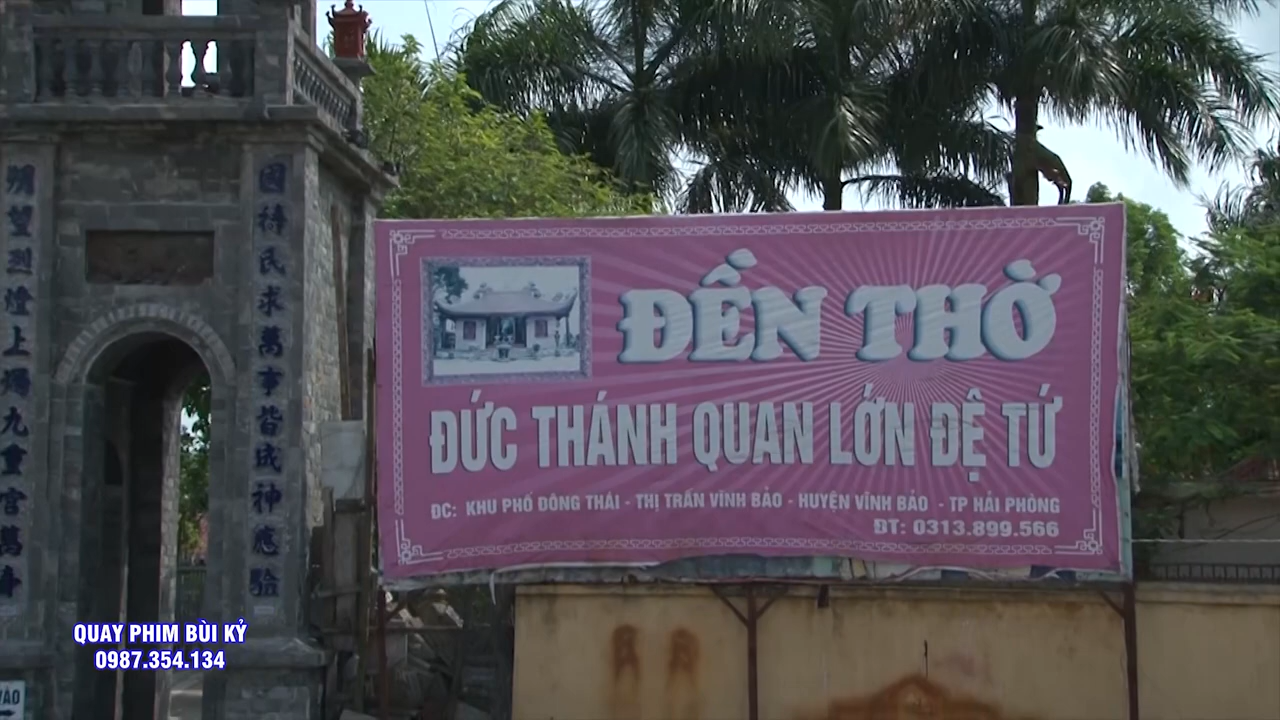 國待民求萬事皆成神應驗
ĐỀN THỜ
ĐỨC THÁNH QUAN LỚN ĐỆ TỨ
ĐC: KHU PHỐ ĐÔNG THÁI - THỊ TRẤN VĨNH BẢO - HUYỆN VĨNH BẢO - TP HẢI PHÒNG
ĐT: 0313.899.566
QUAY PHIM BÙI KỶ
0987.354.134
VÀO